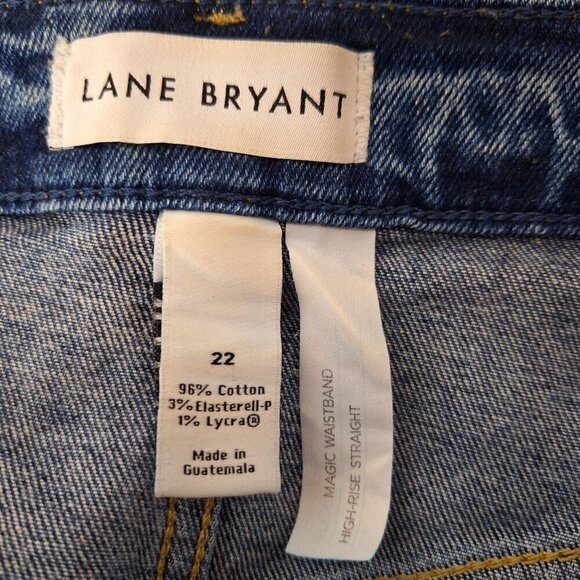 LANE BRYANT
22
96% Cotton
3% Elasterell-P
1% Lycra®
Made in
Guatemala
MAGIC WAISTBAND
HIGH-RISE STRAIGHT